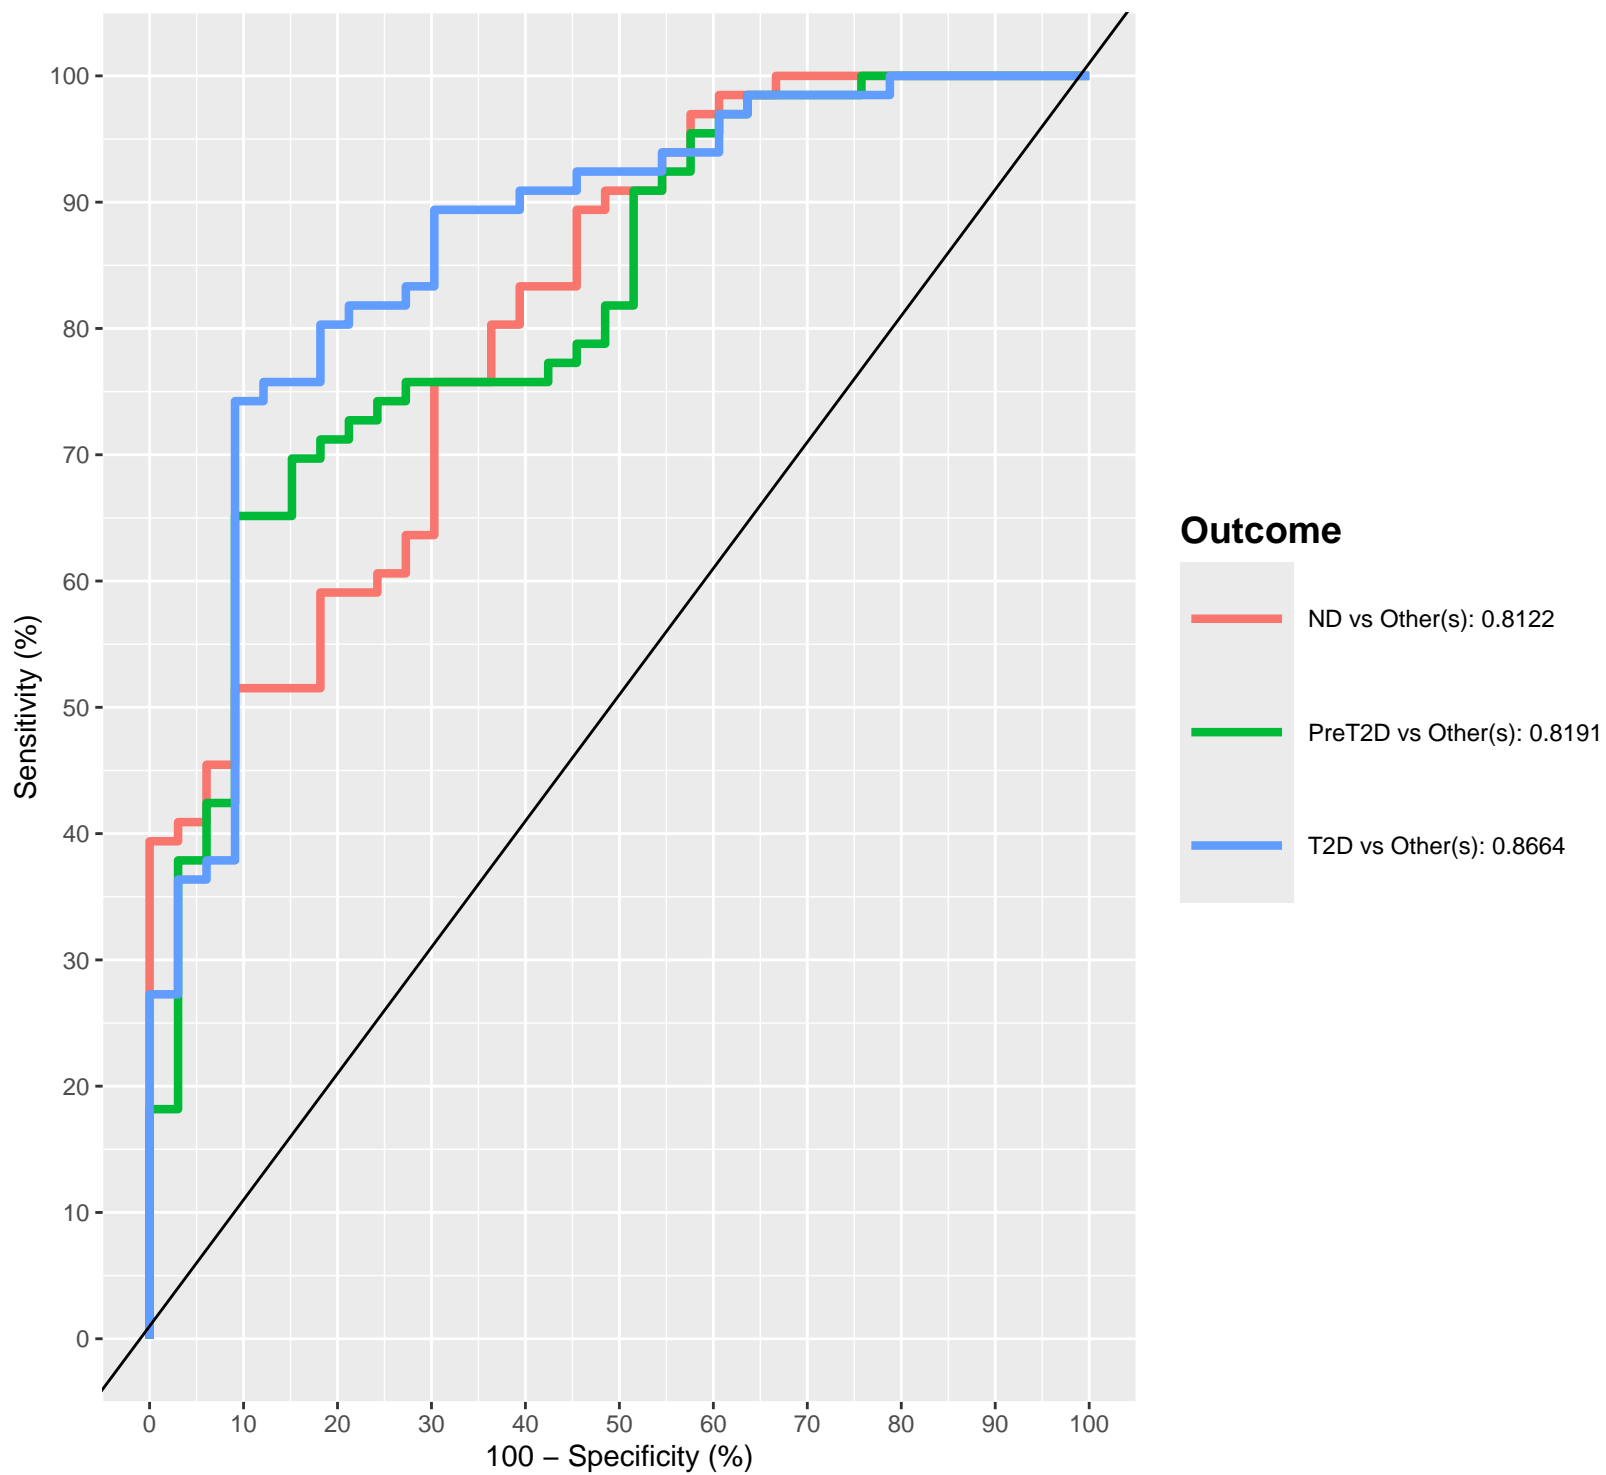 100
90
80
70
60
50
40
30
20
10
0
Sensitivity (%)
0 10 20 30 40 50 60 70 80 90 100
100 − Specificity (%)
Outcome
ND vs Other(s): 0.8122
PreT2D vs Other(s): 0.8191
T2D vs Other(s): 0.8664